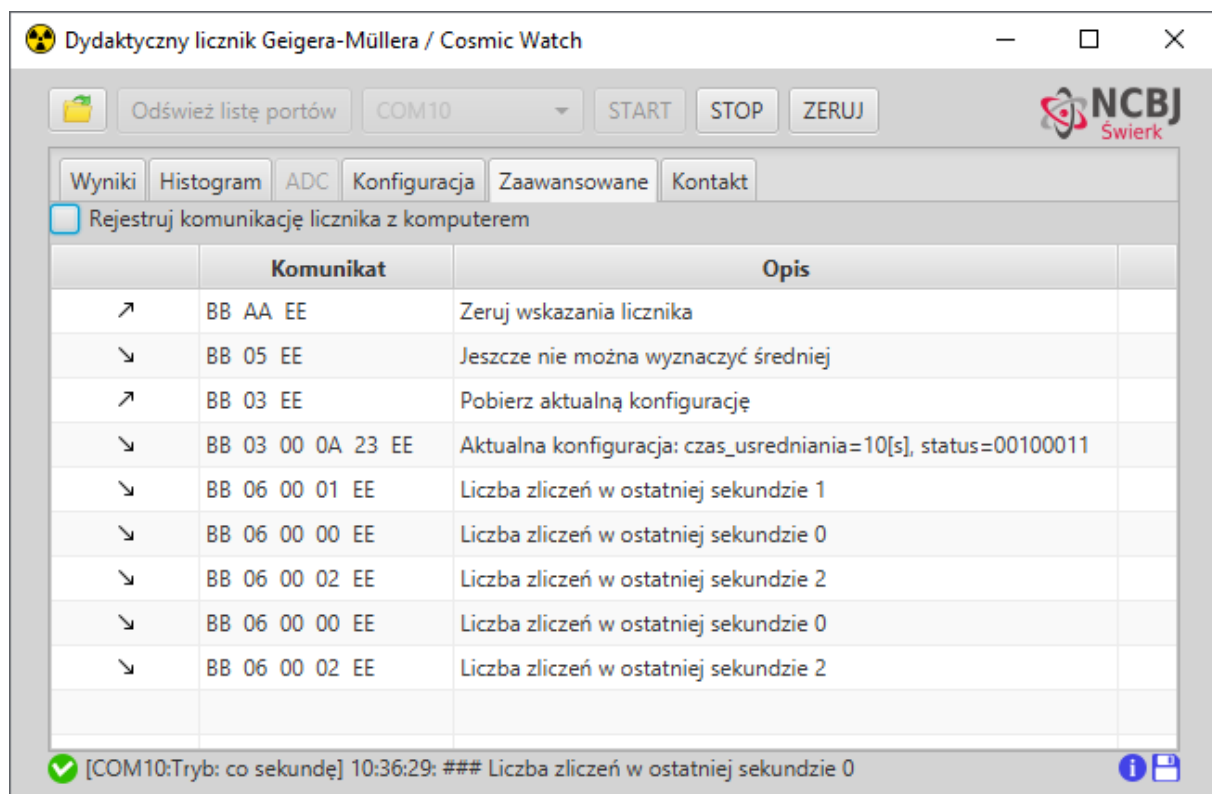 Dydaktyczny licznik Geigera-Müllera / Cosmic Watch
Odśwież listę portów COM10 START STOP ZERUJ NCBJ
Świerk
Wyniki Histogram ADC Konfiguracja Zaawansowane Kontakt
Rejestruj komunikację licznika z komputerem
Komunikat Opis
↗ BB AA EE Zeruj wskazania licznika
↘ BB 05 EE Jeszcze nie można wyznaczyć średniej
↗ BB 03 EE Pobierz aktualną konfigurację
↘ BB 03 00 0A 23 EE Aktualna konfiguracja: czas_usredniania=10[s], status=00100011
↘ BB 06 00 01 EE Liczba zliczeń w ostatniej sekundzie 1
↘ BB 06 00 00 EE Liczba zliczeń w ostatniej sekundzie 0
↘ BB 06 00 02 EE Liczba zliczeń w ostatniej sekundzie 2
↘ BB 06 00 00 EE Liczba zliczeń w ostatniej sekundzie 0
↘ BB 06 00 02 EE Liczba zliczeń w ostatniej sekundzie 2
[COM10:Tryb: co sekundę] 10:36:29: ### Liczba zliczeń w ostatniej sekundzie 0